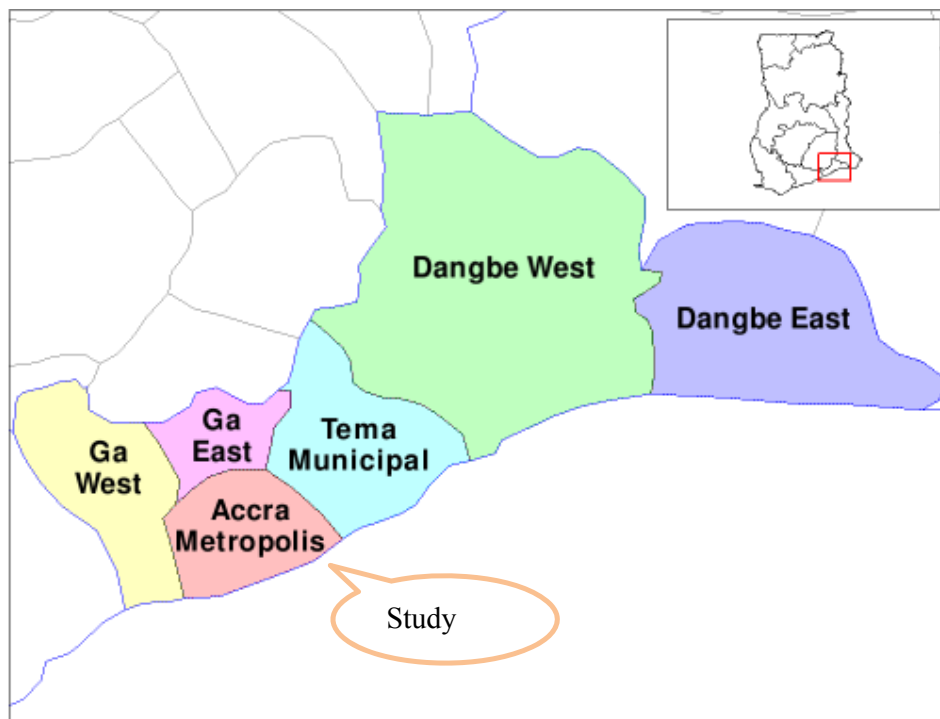 Dangbe West
Dangbe East
Ga
East
Tema
Municipal
Ga
West
Accra
Metropolis
Study